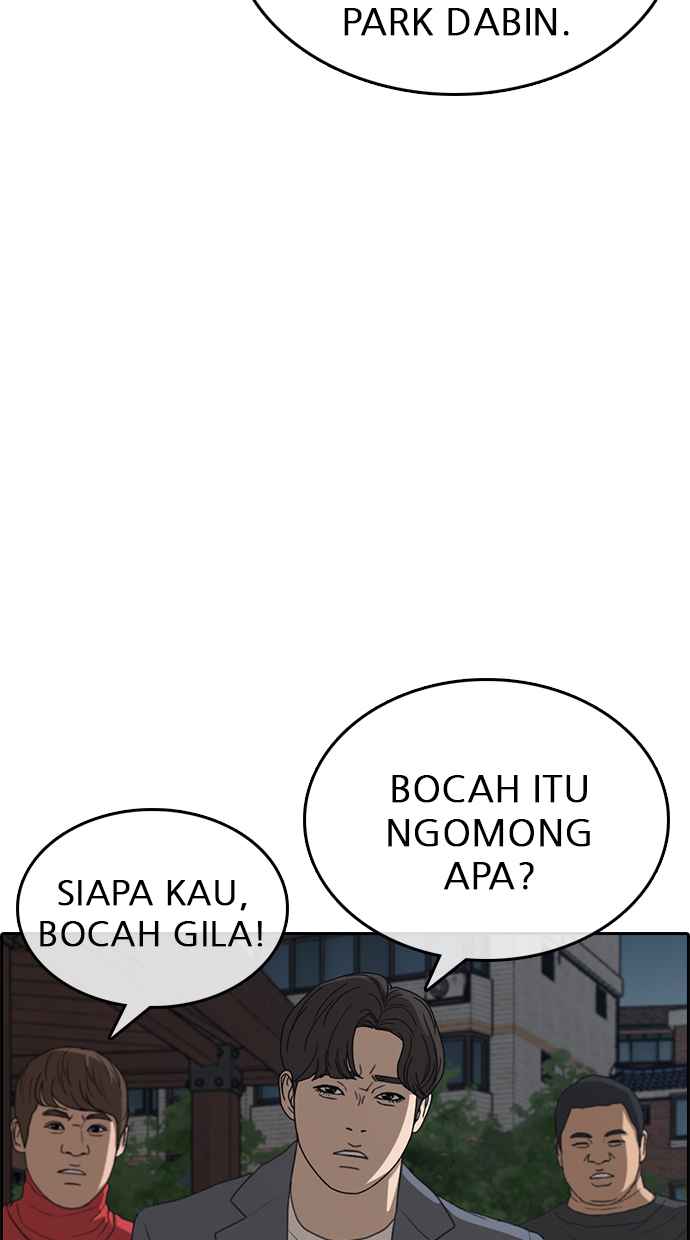 PARK DABIN.
BOCAH ITU
NGOMONG
APA?
SIAPA KAU,
BOCAH GILA!